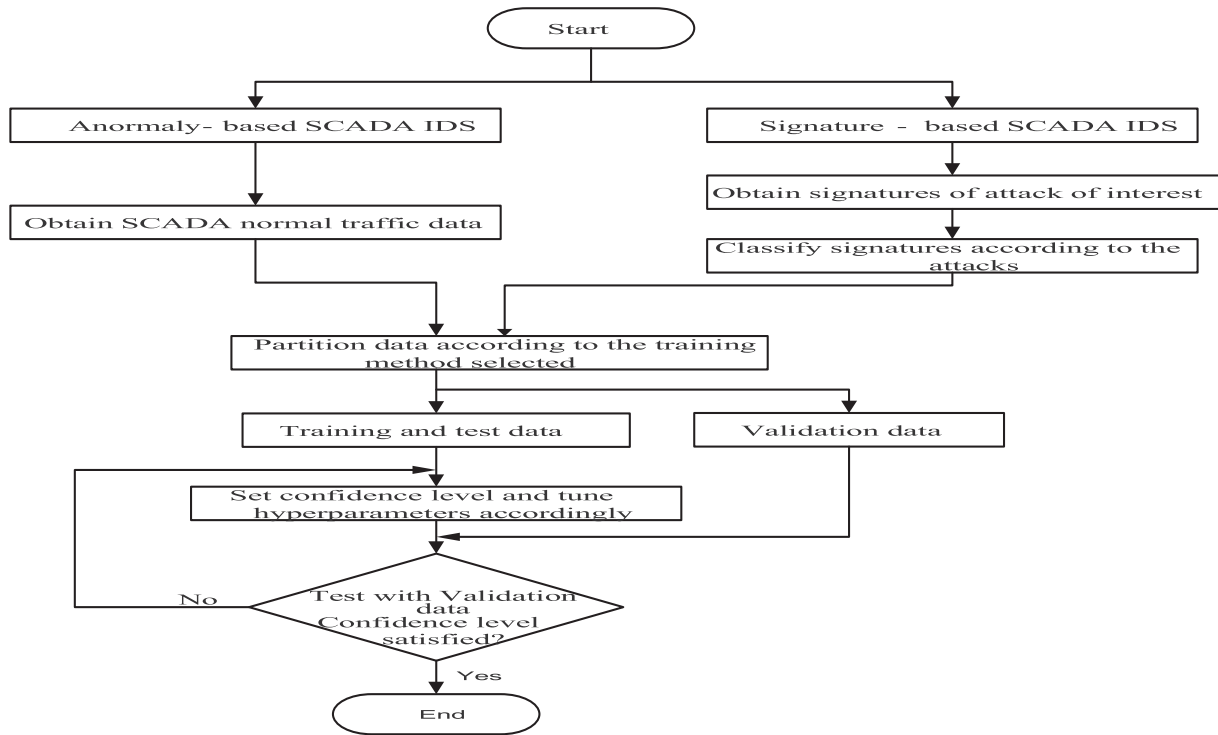 Start
Anormaly- based SCADA IDS
Signature - based SCADA IDS
Obtain signatures of attack of interest
Obtain SCADA normal traffic data
Classify signatures according to the
attacks
Partition data according to the training
method selected
Training and test data
Validation data
Set confidence level and tune
hyperparameters accordingly
No
Test with Validation
data
Confidence level
satisfied?
Yes
End